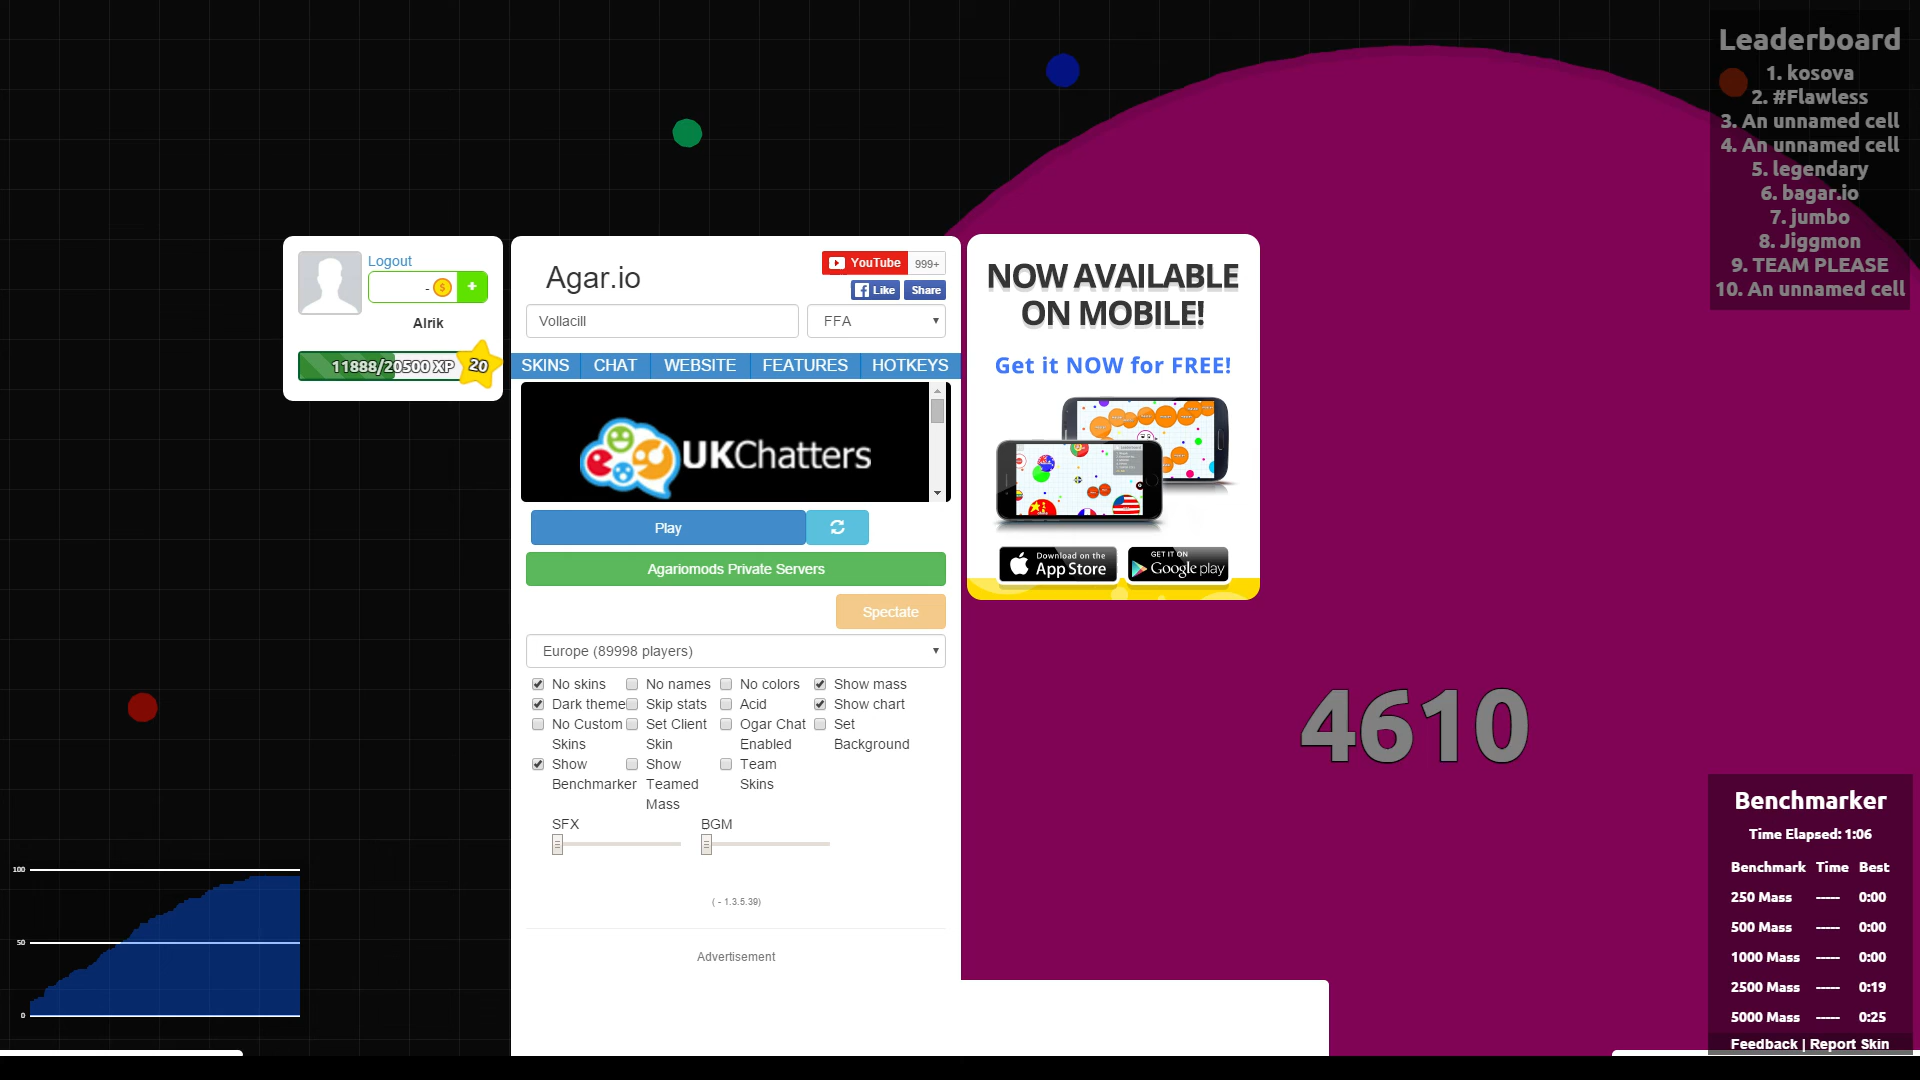 Leaderboard
1. kosova
2. #Flawless
3. An unnamed cell
4. An unnamed cell
5. legendary
6. bagar.io
7. jumbo
8. Jiggmon
9. TEAM PLEASE
10. An unnamed cell
Logout
- $ +
Alrik
11888/20500 XP 20
Agar.io
YouTube 999+
Like Share
Vollacill FFA
SKINS CHAT WEBSITE FEATURES HOTKEYS
UKChatters
Play
Agariomods Private Servers
Spectate
Europe (89998 players)
No skins No names No colors Show mass
Dark theme Skip stats Acid Show chart
No Custom Skins Set Client Skin Ogar Chat Enabled Set Background
Show Benchmarker Show Teamed Mass Team Skins
SFX BGM
( - 1.3.5.39)
Advertisement
NOW AVAILABLE
ON MOBILE!
Get it NOW for FREE!
Download on the
App Store
GET IT ON
Google play
4610
100
50
0
Benchmarker
Time Elapsed: 1:06
Benchmark Time Best
250 Mass ----- 0:00
500 Mass ----- 0:00
1000 Mass ----- 0:00
2500 Mass ----- 0:19
5000 Mass ----- 0:25
Feedback | Report Skin